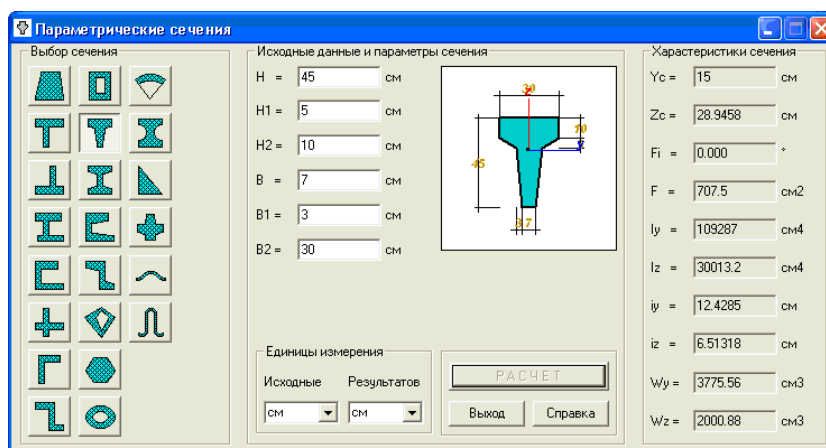 Параметрические сечения
Выбор сечения
Исходные данные и параметры сечения
H = 45 см
H1 = 5 см
H2 = 10 см
B = 7 см
B1 = 3 см
B2 = 30 см
30
10
45
3 7
Единицы измерения
Исходные Результатов
см см
РАСЧЕТ
Выход Справка
Харастеристики сечения
Yc = 15 см
Zc = 28.9458 см
Fi = 0.000 °
F = 707.5 см2
Iy = 109287 см4
Iz = 30013.2 см4
iy = 12.4285 см
iz = 6.51318 см
Wy = 3775.56 см3
Wz = 2000.88 см3